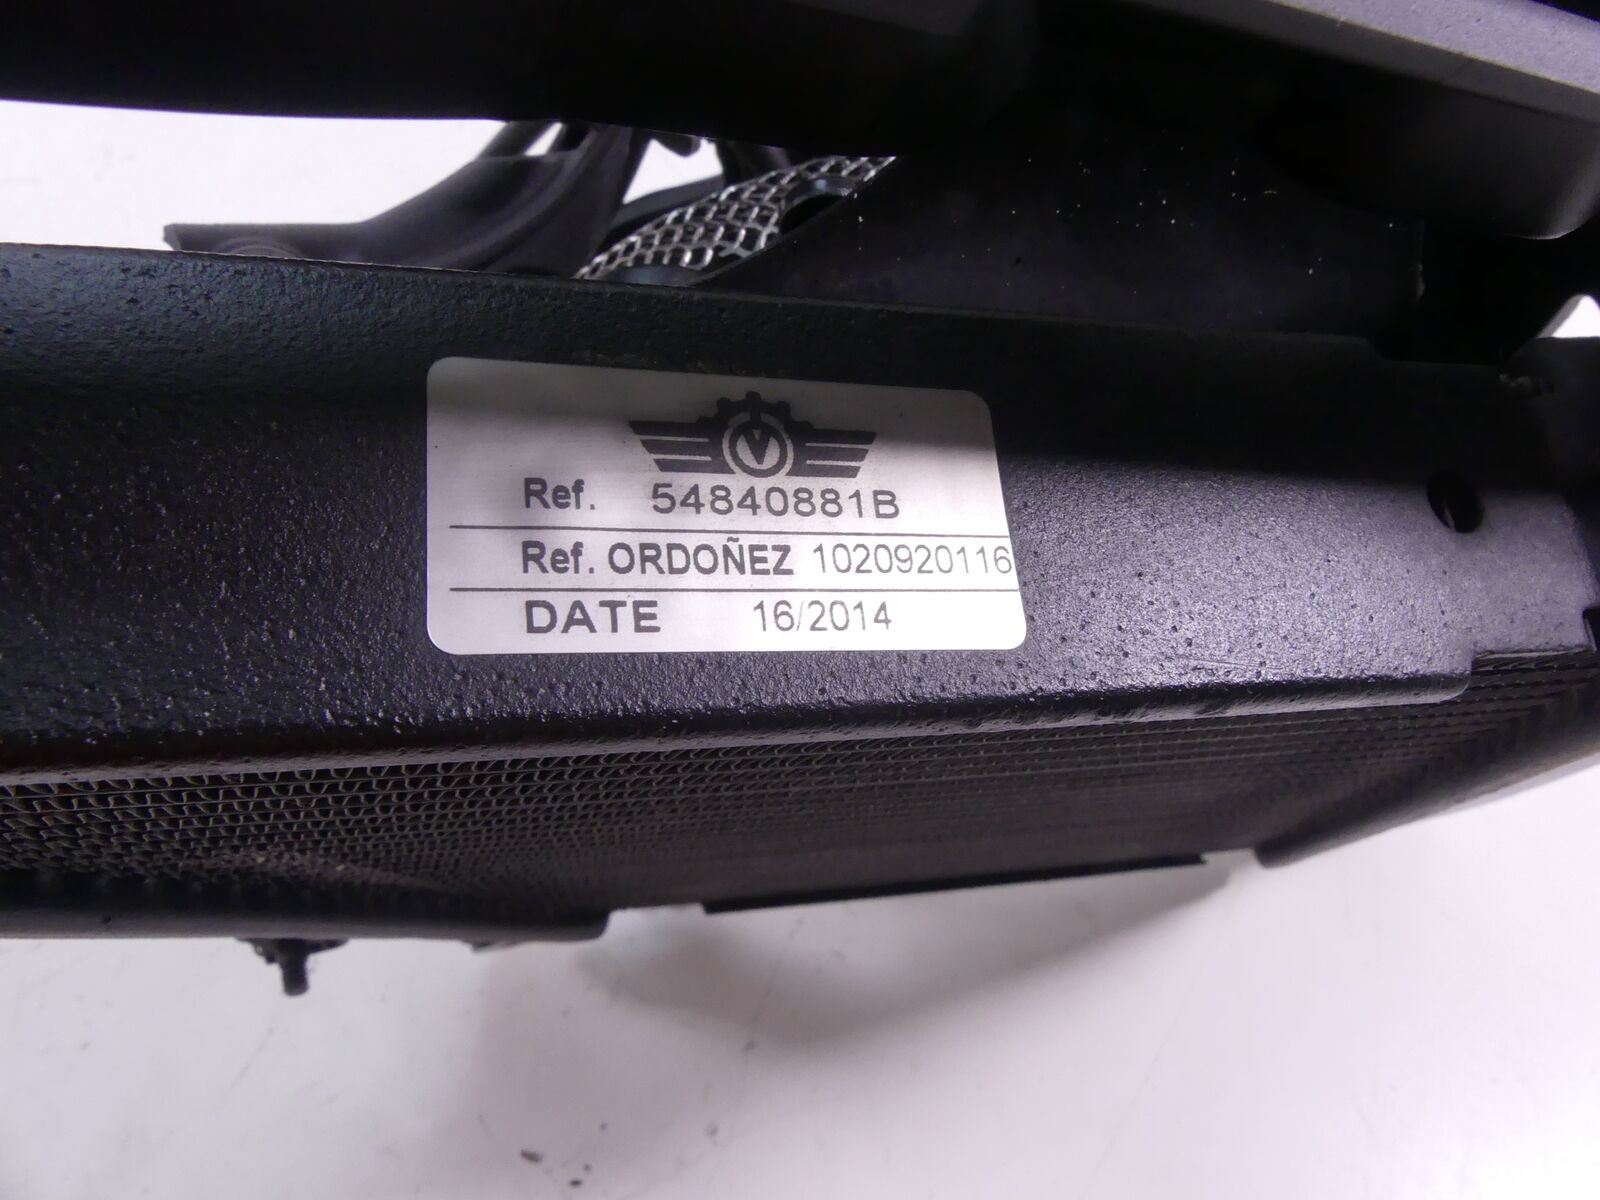 V
Ref. 54840881B
Ref. ORDOÑEZ 1020920116
DATE 16/2014